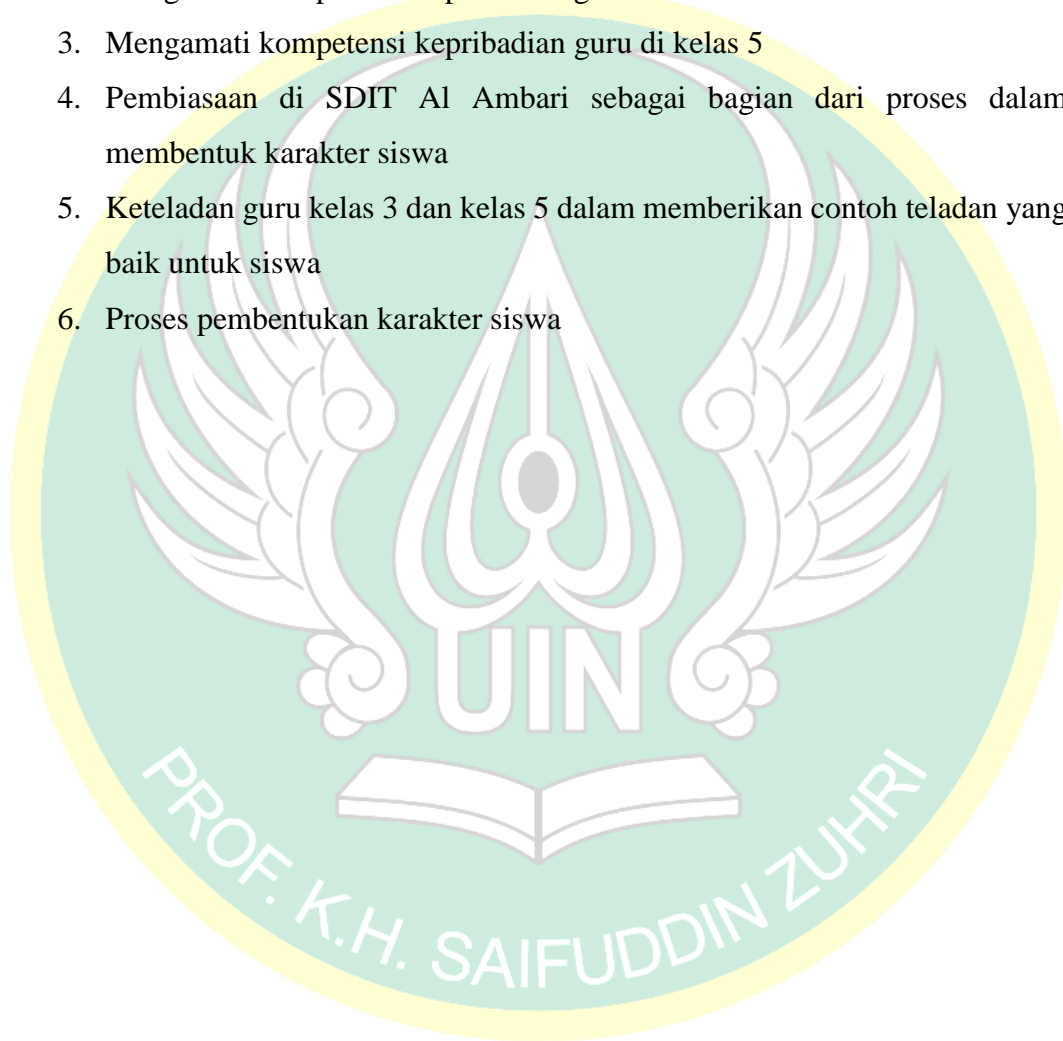 3. Mengamati kompetensi kepribadian guru di kelas 5
4. Pembiasaan di SDIT Al Ambari sebagai bagian dari proses dalam
membentuk karakter siswa
5. Keteladan guru kelas 3 dan kelas 5 dalam memberikan contoh teladan yang
baik untuk siswa
6. Proses pembentukan karakter siswa
UIN
PROF. K.H. SAIFUDDIN ZUHRI